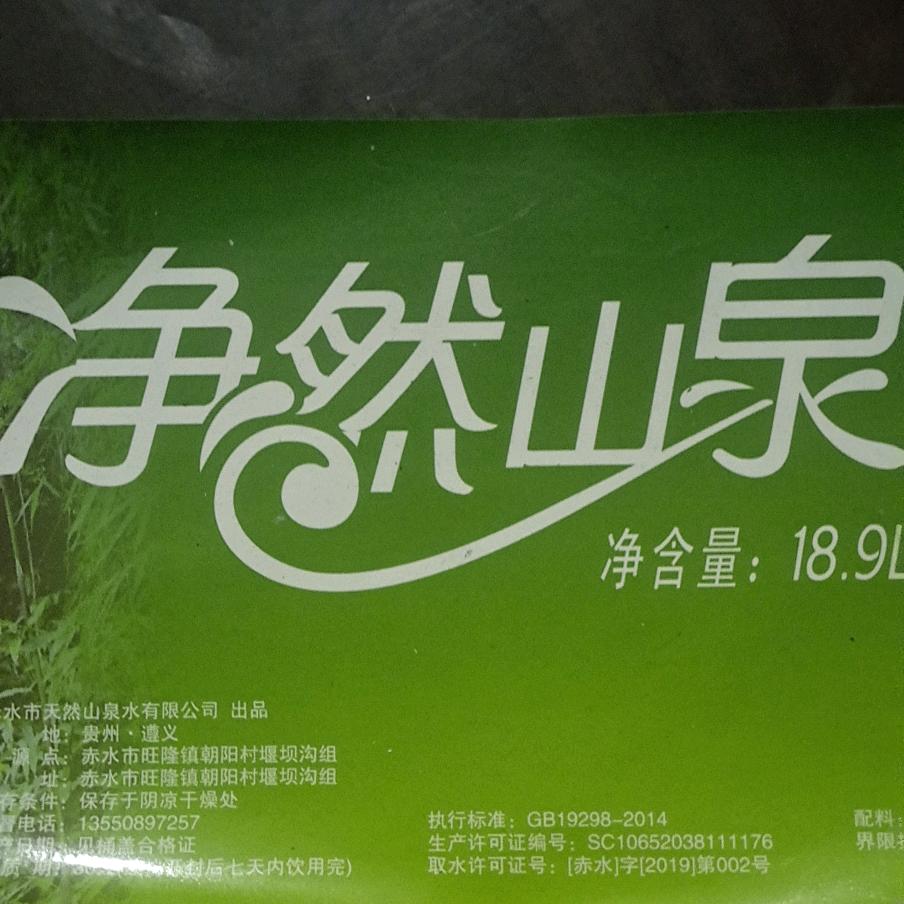 净然山泉
净含量：18.9L
水市天然山泉水有限公司 出品
地：贵州·遵义
源 点：赤水市旺隆镇朝阳村堰坝沟组
址：赤水市旺隆镇朝阳村堰坝沟组
存条件：保存于阴凉干燥处
电话：13550897257
产日期：见桶盖合格证
质 期：封后七天内饮用完)
执行标准：GB19298-2014
生产许可证编号：SC10652038111176
取水许可证号：[赤水]字[2019]第002号
配料：
界限